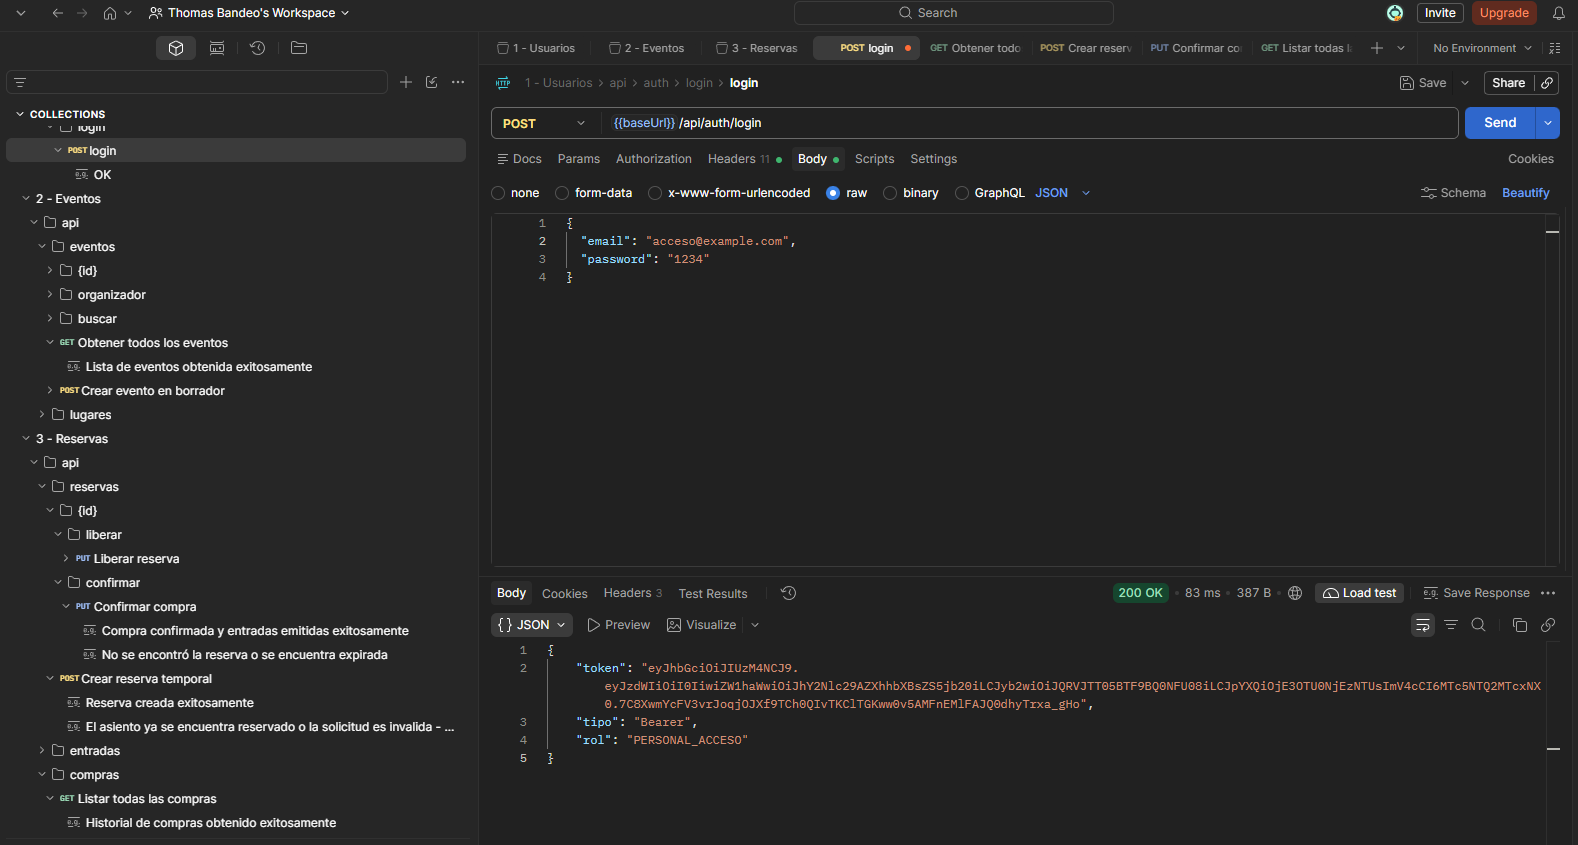 Thomas Bandeo's Workspace
Search
Invite
Upgrade
1 - Usuarios
2 - Eventos
3 - Reservas
POST login
GET Obtener todo
POST Crear reserv
PUT Confirmar co
GET Listar todas l
No Environment
COLLECTIONS
login
POST login
e.g. OK
2 - Eventos
api
eventos
{id}
organizador
buscar
GET Obtener todos los eventos
e.g. Lista de eventos obtenida exitosamente
POST Crear evento en borrador
lugares
3 - Reservas
api
reservas
{id}
liberar
PUT Liberar reserva
confirmar
PUT Confirmar compra
e.g. Compra confirmada y entradas emitidas exitosamente
e.g. No se encontró la reserva o se encuentra expirada
POST Crear reserva temporal
e.g. Reserva creada exitosamente
e.g. El asiento ya se encuentra reservado o la solicitud es invalida - ...
entradas
compras
GET Listar todas las compras
e.g. Historial de compras obtenido exitosamente
HTTP 1 - Usuarios > api > auth > login > login
Save
Share
POST
{{baseUrl}} /api/auth/login
Send
Docs Params Authorization Headers 11 Body Scripts Settings
Cookies
none form-data x-www-form-urlencoded raw binary GraphQL JSON
Schema Beautify
1 {
2 "email": "acceso@example.com",
3 "password": "1234"
4 }
Body Cookies Headers 3 Test Results
200 OK 83 ms 387 B Load test e.g. Save Response
{} JSON Preview Visualize
1 {
2 "token": "eyJhbGciOiJIUzM4NCJ9.
3 "tipo": "Bearer",
4 "rol": "PERSONAL_ACCESO"
5 }